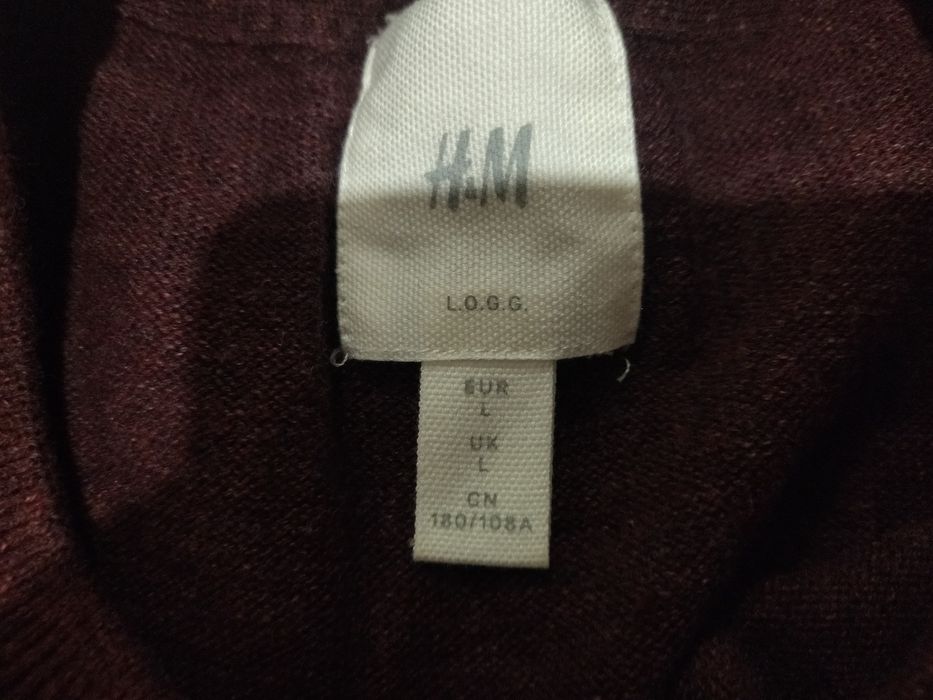 H&M
L.O.G.G.
EUR
L
UK
L
CN
180/108A